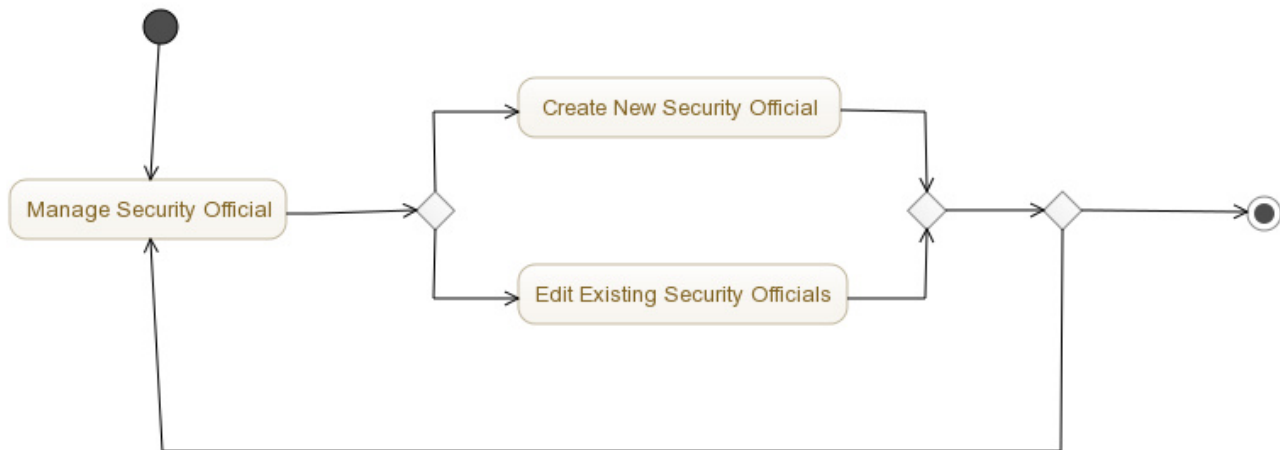 Create New Security Official
Manage Security Official
Edit Existing Security Officials